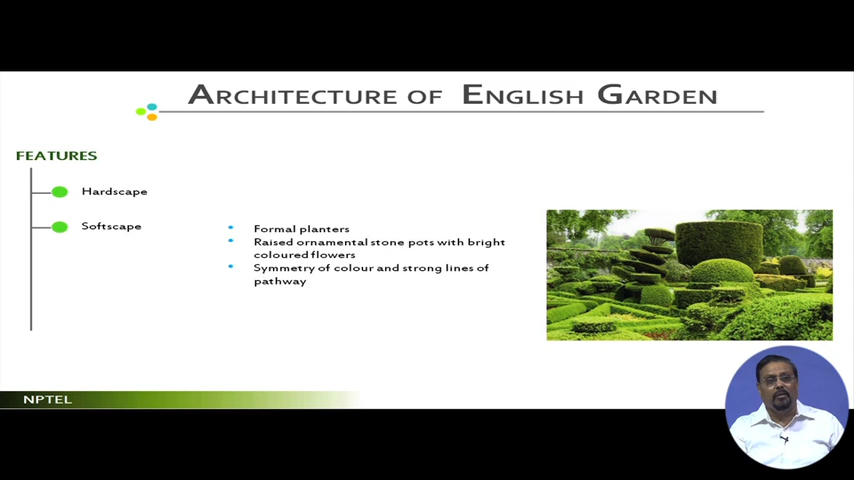 ARCHITECTURE OF ENGLISH GARDEN
FEATURES
Hardscape
Softscape
Formal planters
Raised ornamental stone pots with bright
coloured flowers
Symmetry of colour and strong lines of
pathway
NPTEL